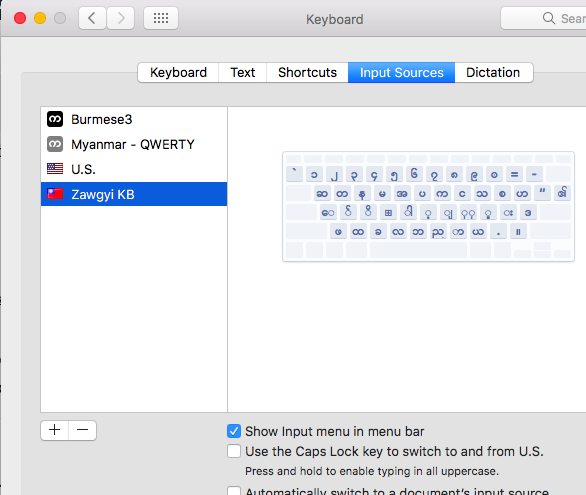 Keyboard
Sear
Keyboard Text Shortcuts Input Sources Dictation
Burmese3
Myanmar - QWERTY
U.S.
Zawgyi KB
` ၁ ၂ ၃ ၄ ၅ ၆ ၇ ၈ ၉ ၀ = -
ဆ တ န မ အ ပ က င သ စ ဟ “ ၏
ေ ် ိ ြ ု ူ း ဒ
ဖ ထ ခ လ ဘ ည ာ ယ . ။
Show Input menu in menu bar
Use the Caps Lock key to switch to and from U.S.
Press and hold to enable typing in all uppercase.
Automatically switch to a document's input source